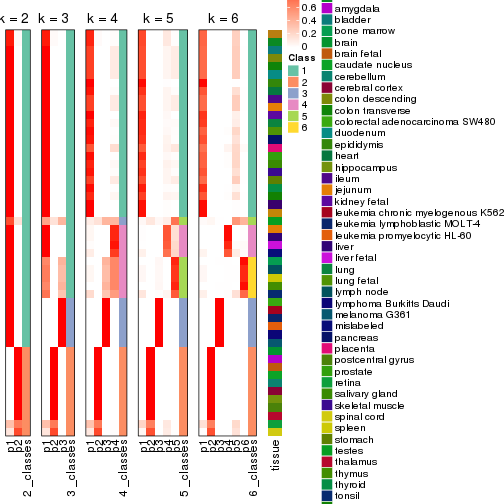 k = 2 k = 3 k = 4 k = 5 k = 6
p1
p2
2_classes
p1
p2
p3
3_classes
p1
p2
p3
p4
4_classes
p1
p2
p3
p4
p5
5_classes
p1
p2
p3
p4
p5
p6
6_classes
tissue
0.6
0.4
0.2
0
Class
1
2
3
4
5
6
amygdala
bladder
bone marrow
brain
brain fetal
caudate nucleus
cerebellum
cerebral cortex
colon descending
colon transverse
colorectal adenocarcinoma SW480
duodenum
epididymis
heart
hippocampus
ileum
jejunum
kidney fetal
leukemia chronic myelogenous K562
leukemia lymphoblastic MOLT-4
leukemia promyelocytic HL-60
liver
liver fetal
lung
lung fetal
lymph node
lymphoma Burkitts Daudi
melanoma G361
mislabeled
pancreas
placenta
postcentral gyrus
prostate
retina
salivary gland
skeletal muscle
spinal cord
spleen
stomach
testes
thalamus
thymus
thyroid
tonsil